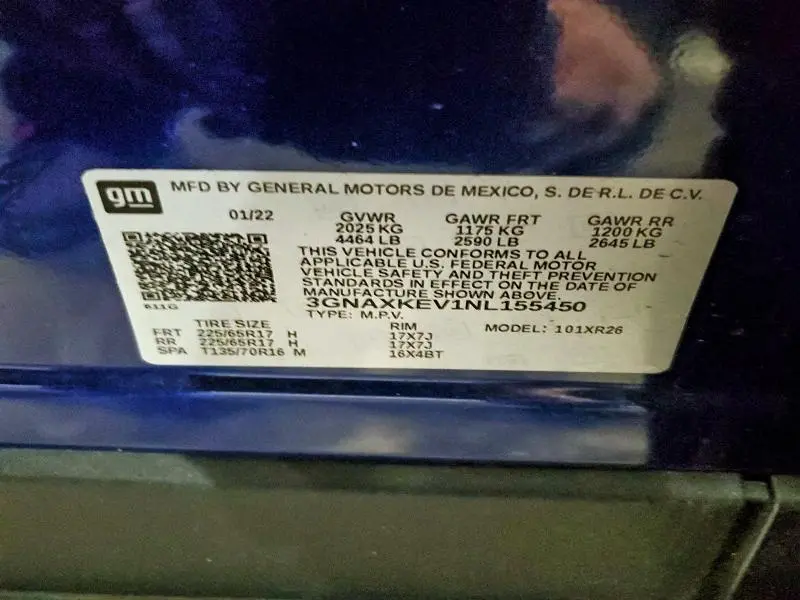 gm MFD BY GENERAL MOTORS DE MEXICO, S. DE R.L. DE C.V.
01/22 GVWR GAWR FRT GAWR RR
2025 KG 1175 KG 1200 KG
4464 LB 2590 LB 2645 LB
THIS VEHICLE CONFORMS TO ALL
APPLICABLE U.S. FEDERAL MOTOR
VEHICLE SAFETY AND THEFT PREVENTION
STANDARDS IN EFFECT ON THE DATE OF
MANUFACTURE SHOWN ABOVE.
611G 3GNAXKEV1NL155450
TYPE: M.P.V.
TIRE SIZE RIM MODEL: 101XR26
FRT 225/65R17 H 17X7J
RR 225/65R17 H 17X7J
SPA T135/70R16 M 16X4BT